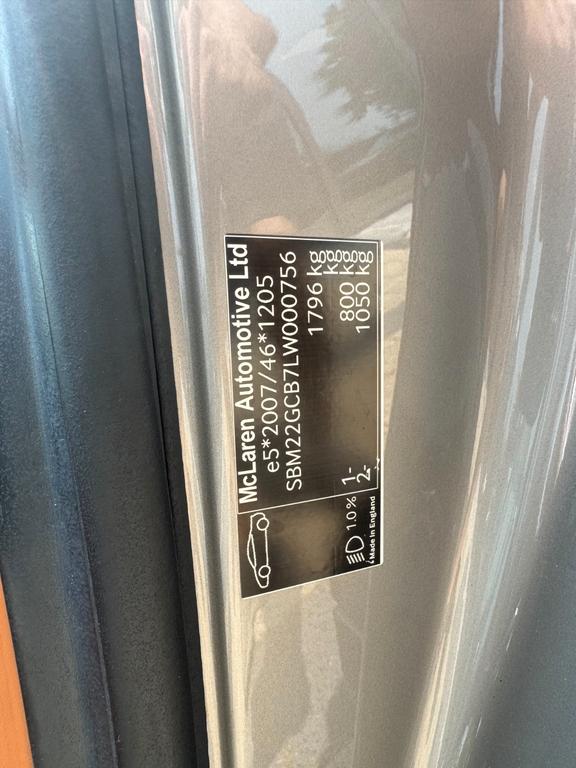 McLaren Automotive Ltd
e5*2007/46*1205
SBM22GCB7LW000756
1796 kg
kg
1- 800 kg
2- 1050 kg
1.0 %
Made in England